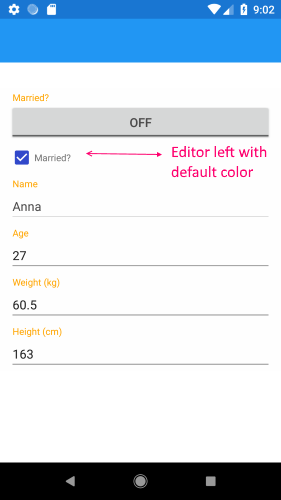 9:02
Married?
OFF
Married?
Editor left with
default color
Name
Anna
Age
27
Weight (kg)
60.5
Height (cm)
163